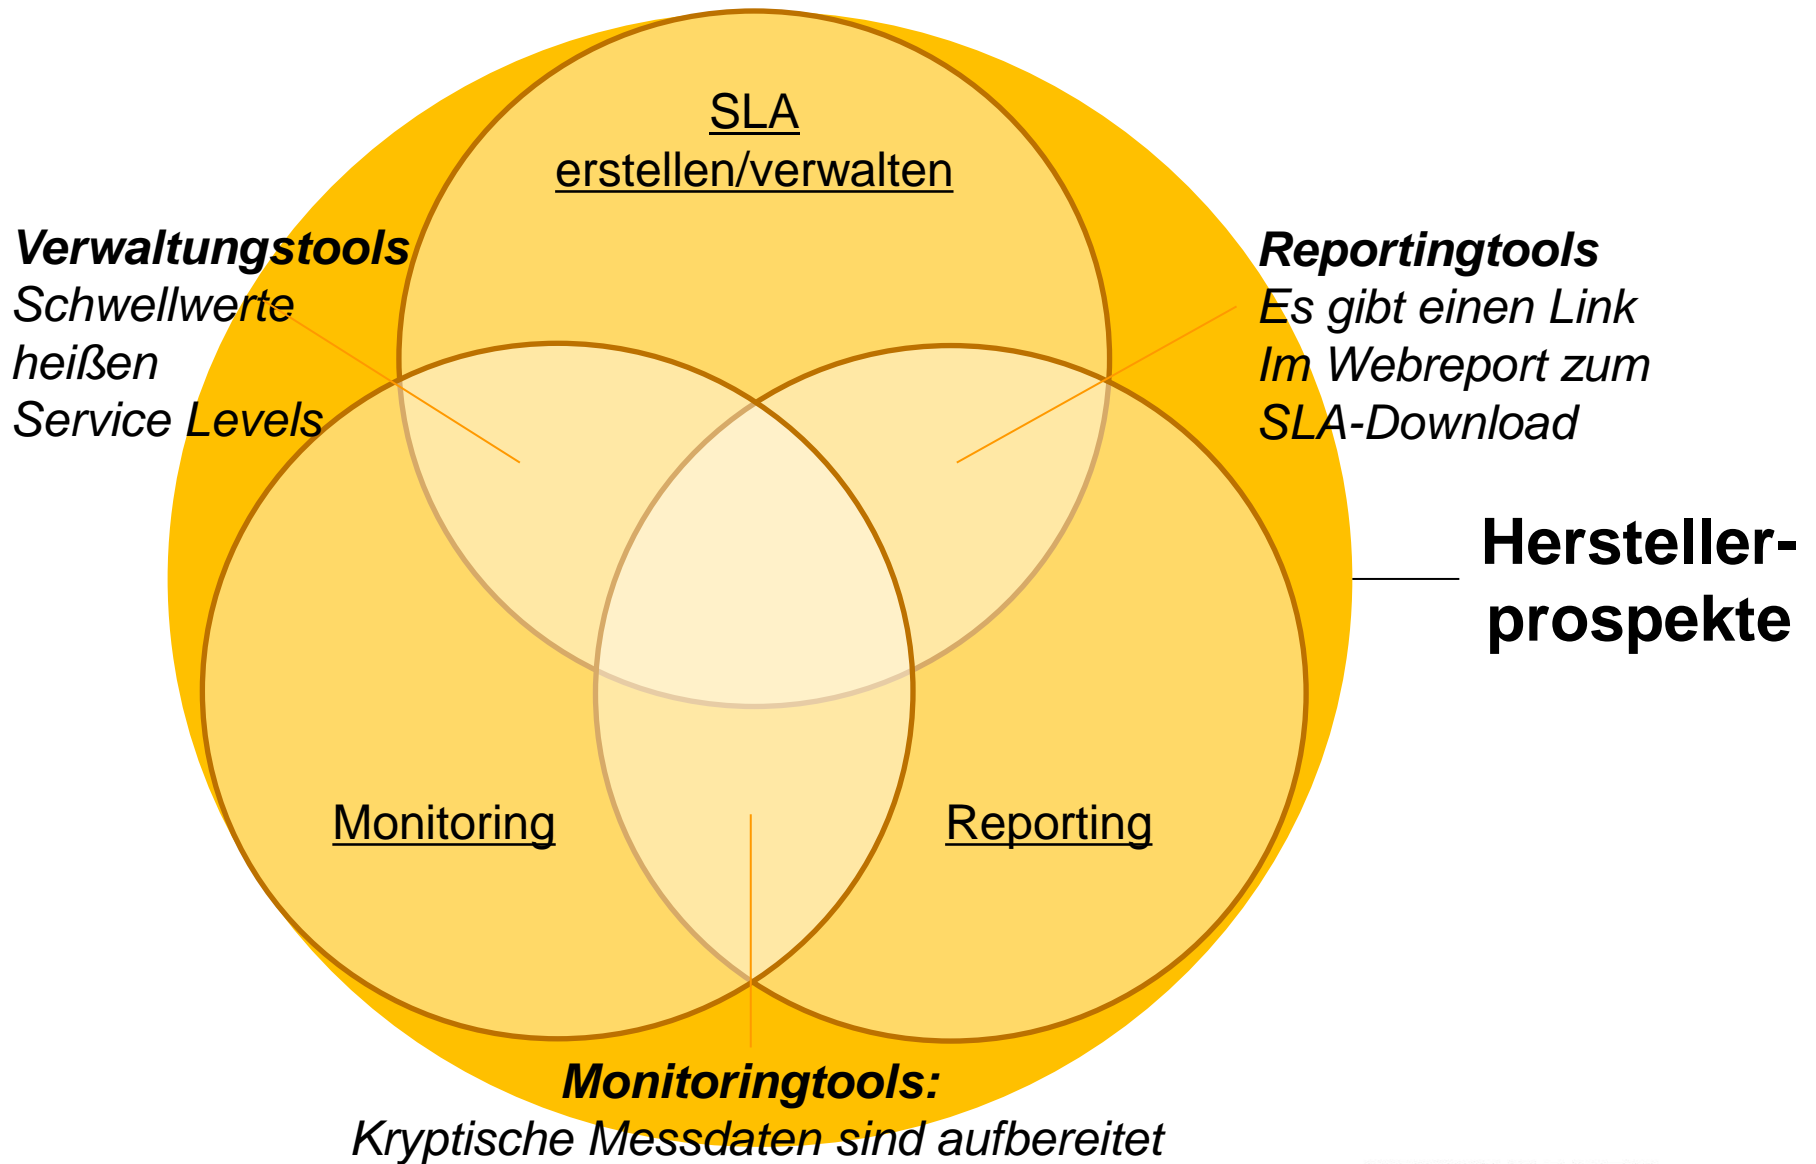 SLA
erstellen/verwalten
Verwaltungstools
Schwellwerte
heißen
Service Levels
Reportingtools
Es gibt einen Link
Im Webreport zum
SLA-Download
Hersteller-
prospekte
Monitoring
Reporting
Monitoringtools:
Kryptische Messdaten sind aufbereitet